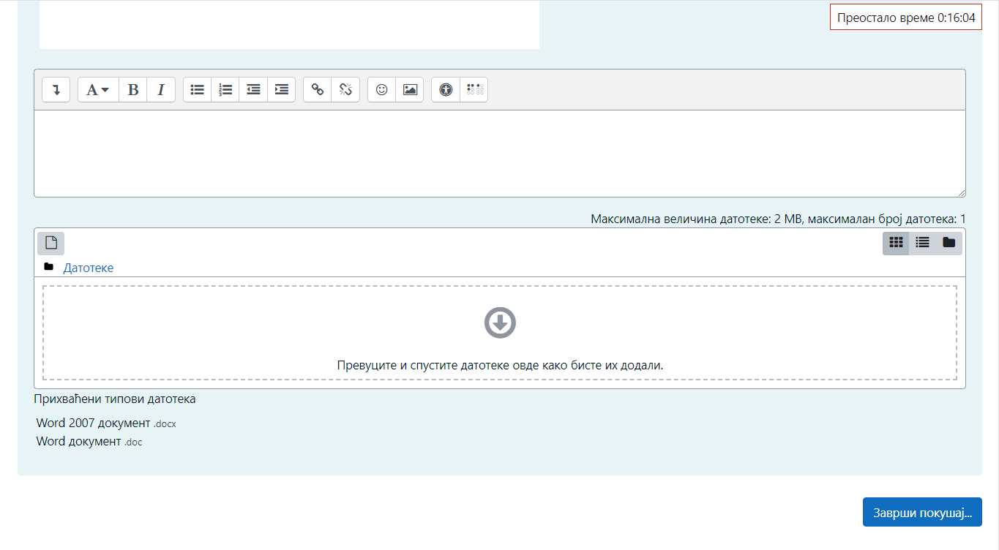 Преостало време 0:16:04
Максимална величина датотеке: 2 MB, максималан број датотека: 1
Датотеке
Превуците и спустите датотеке овде како бисте их додали.
Прихваћени типови датотека
Word 2007 документ .docx
Word документ .doc
Заврши покушај...